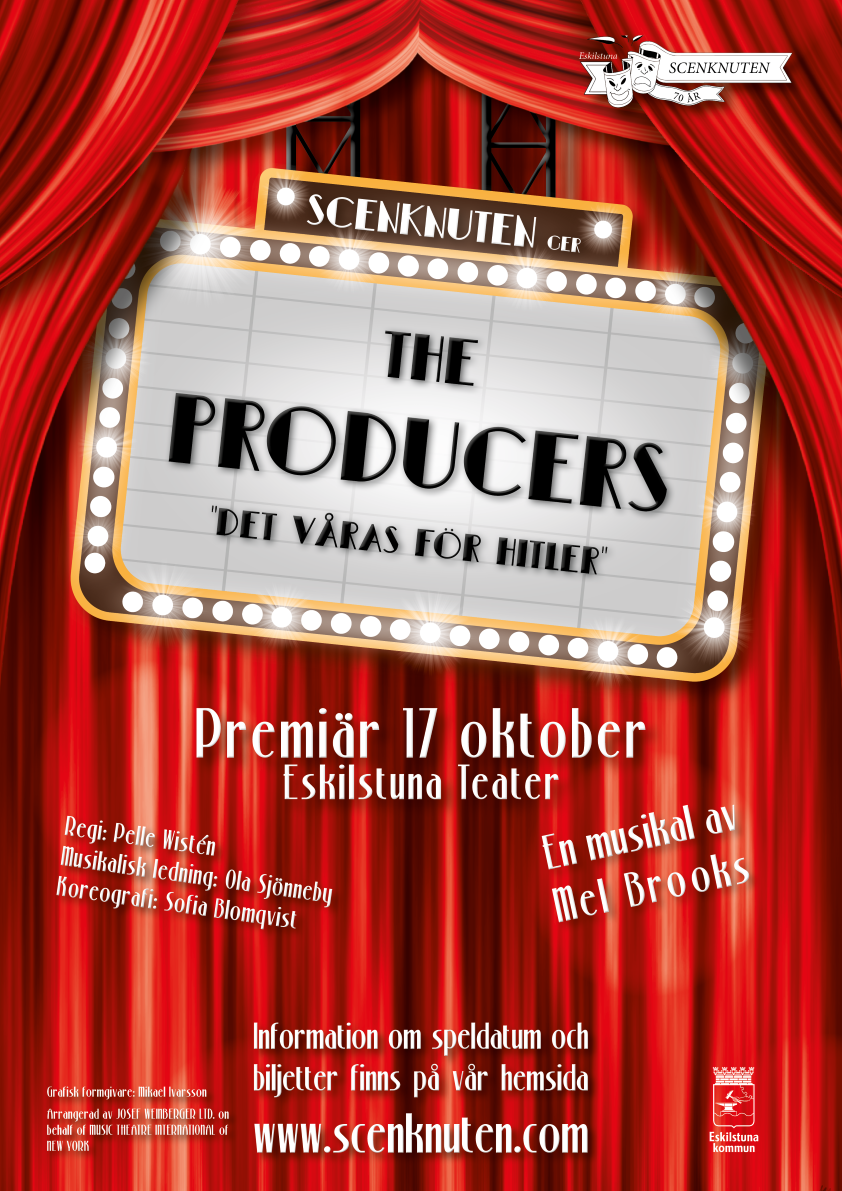 Eskilstuna
SCENKNUTEN
70 ÅR
SCENKNUTEN GER
THE
PRODUCERS
"DET VÅRAS FÖR HITLER"
Premiär 17 oktober
Eskilstuna Teater
Regi: Pelle Wistén
Musikalisk ledning: Ola Sjönneby
Koreografi: Sofia Blomqvist
En musikal av
Mel Brooks
Information om speldatum och
biljetter finns på vår hemsida
www.scenknuten.com
Grafisk formgivare: Mikael Ivarsson
Arrangerad av JOSEF WEINBERGER LTD. on
behalf of MUSIC THEATRE INTERNATIONAL of
NEW YORK
Eskilstuna
kommun